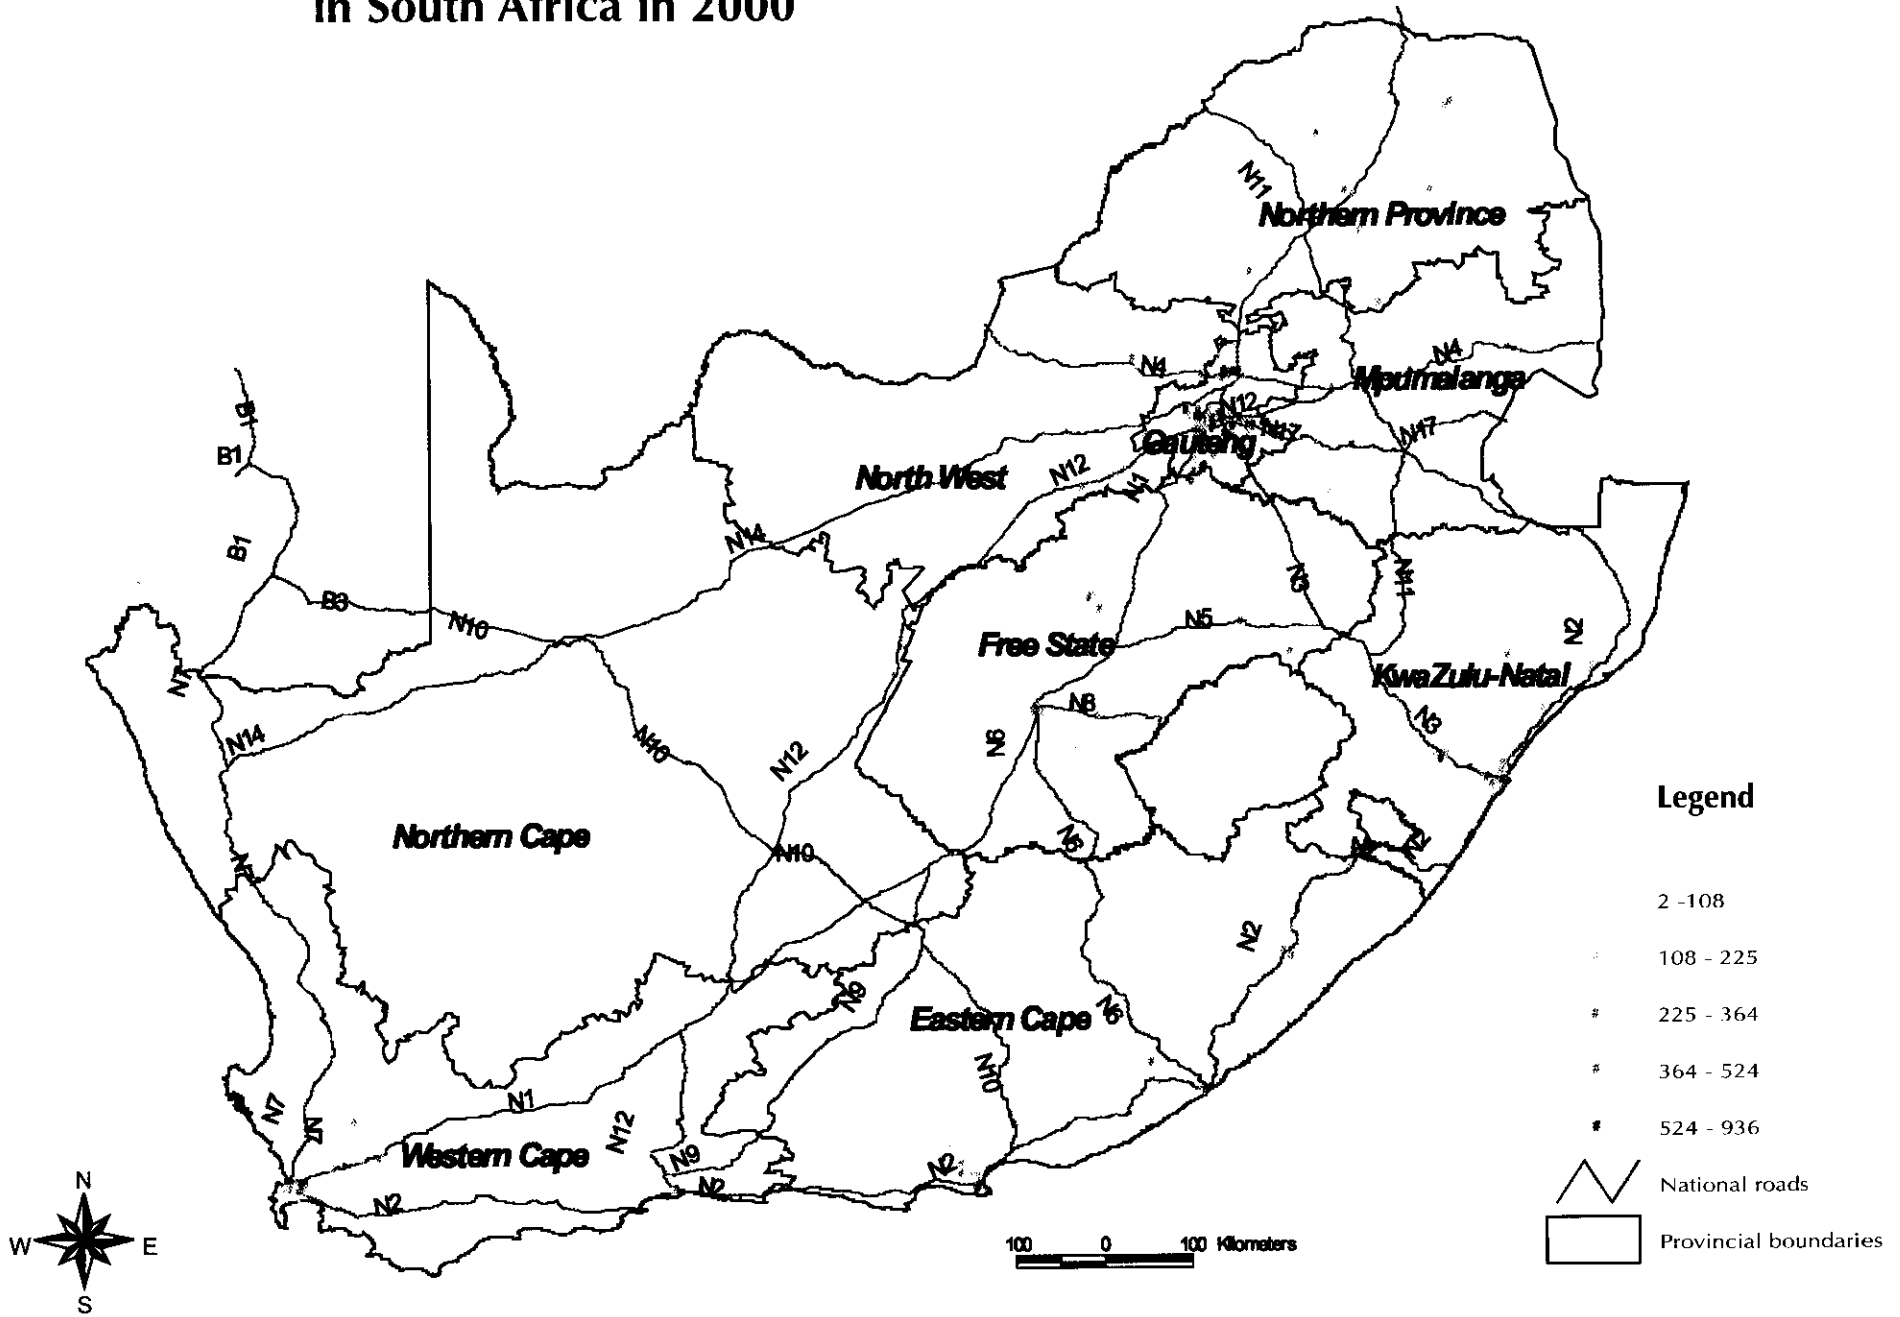 in South Africa in 2000
N11
Northern Province
N4
N4
Mpumalanga
B1
N12
N17
N17
B1
Gauteng
North West
N12
N1
N14
B1
N3
N11
B3
N10
N5
N2
Free State
N7
KwaZulu-Natal
N8
N14
N10
N6
N3
N12
Legend
Northern Cape
N10
N6
N2
2 -108
N2
108 - 225
N9
Eastern Cape
N6
225 - 364
N10
364 - 524
N1
N7
N7
N12
524 - 936
Western Cape
N9
N2
N2
N2
National roads
N
W
E
S
100 0 100 Kilometers
Provincial boundaries